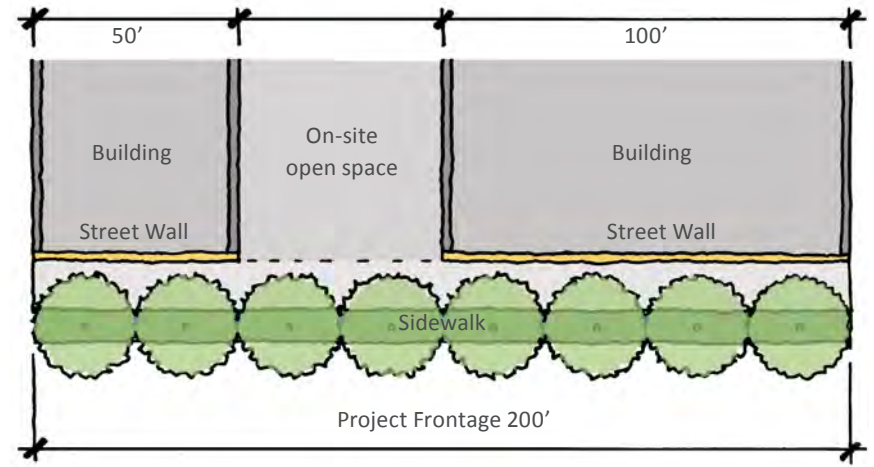 50’
100’
Building
On-site
open space
Building
Street Wall
Street Wall
Sidewalk
Project Frontage 200’